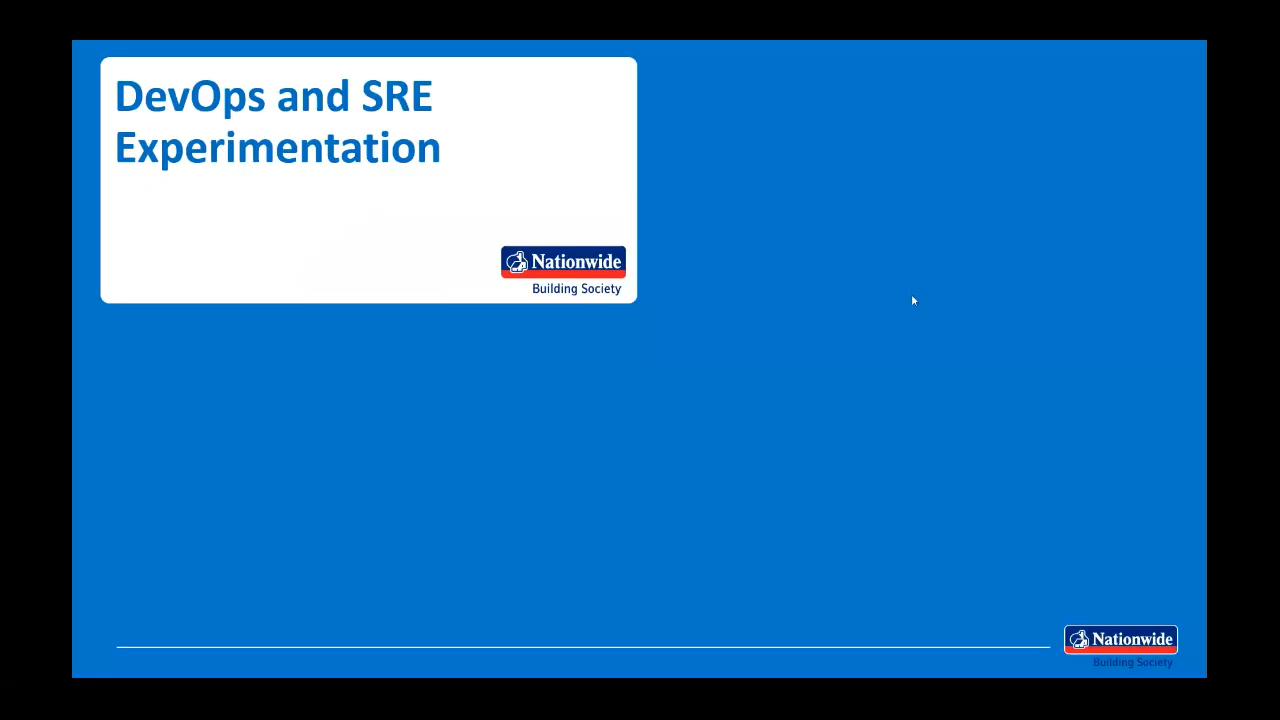 DevOps and SRE
Experimentation
Nationwide
Building Society
Nationwide
Building Society